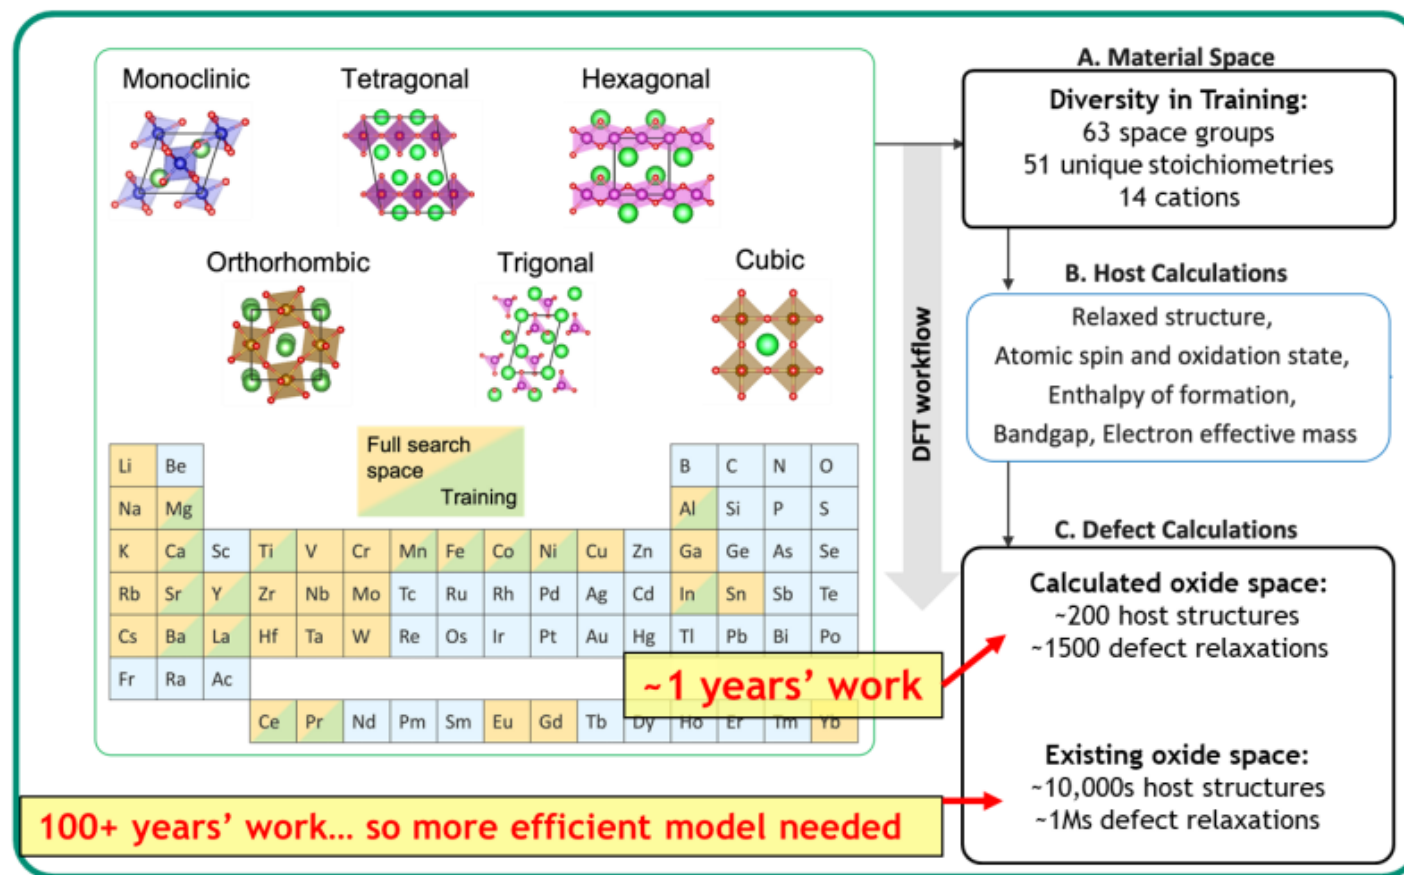 Monoclinic
Tetragonal
Hexagonal
Orthorhombic
Trigonal
Cubic
Full search
space
Training
Li Be B C N O
Na Mg Al Si P S
K Ca Sc Ti V Cr Mn Fe Co Ni Cu Zn Ga Ge As Se
Rb Sr Y Zr Nb Mo Tc Ru Rh Pd Ag Cd In Sn Sb Te
Cs Ba La Hf Ta W Re Os Ir Pt Au Hg Tl Pb Bi Po
Fr Ra Ac
Ce Pr Nd Pm Sm Eu Gd Tb Dy Ho Er Tm Yb
~1 years’ work
100+ years’ work... so more efficient model needed
DFT workflow
A. Material Space
Diversity in Training:
63 space groups
51 unique stoichiometries
14 cations
B. Host Calculations
Relaxed structure,
Atomic spin and oxidation state,
Enthalpy of formation,
Bandgap, Electron effective mass
C. Defect Calculations
Calculated oxide space:
~200 host structures
~1500 defect relaxations
Existing oxide space:
~10,000s host structures
~1Ms defect relaxations